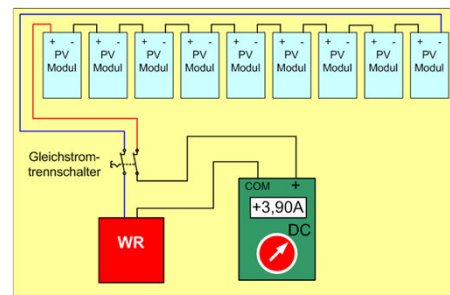 + - + - + - + - + - + - + - + - + -
PV PV PV PV PV PV PV PV PV
Modul Modul Modul Modul Modul Modul Modul Modul Modul
Gleichstrom-
trennschalter
COM +
+3,90A
DC
WR